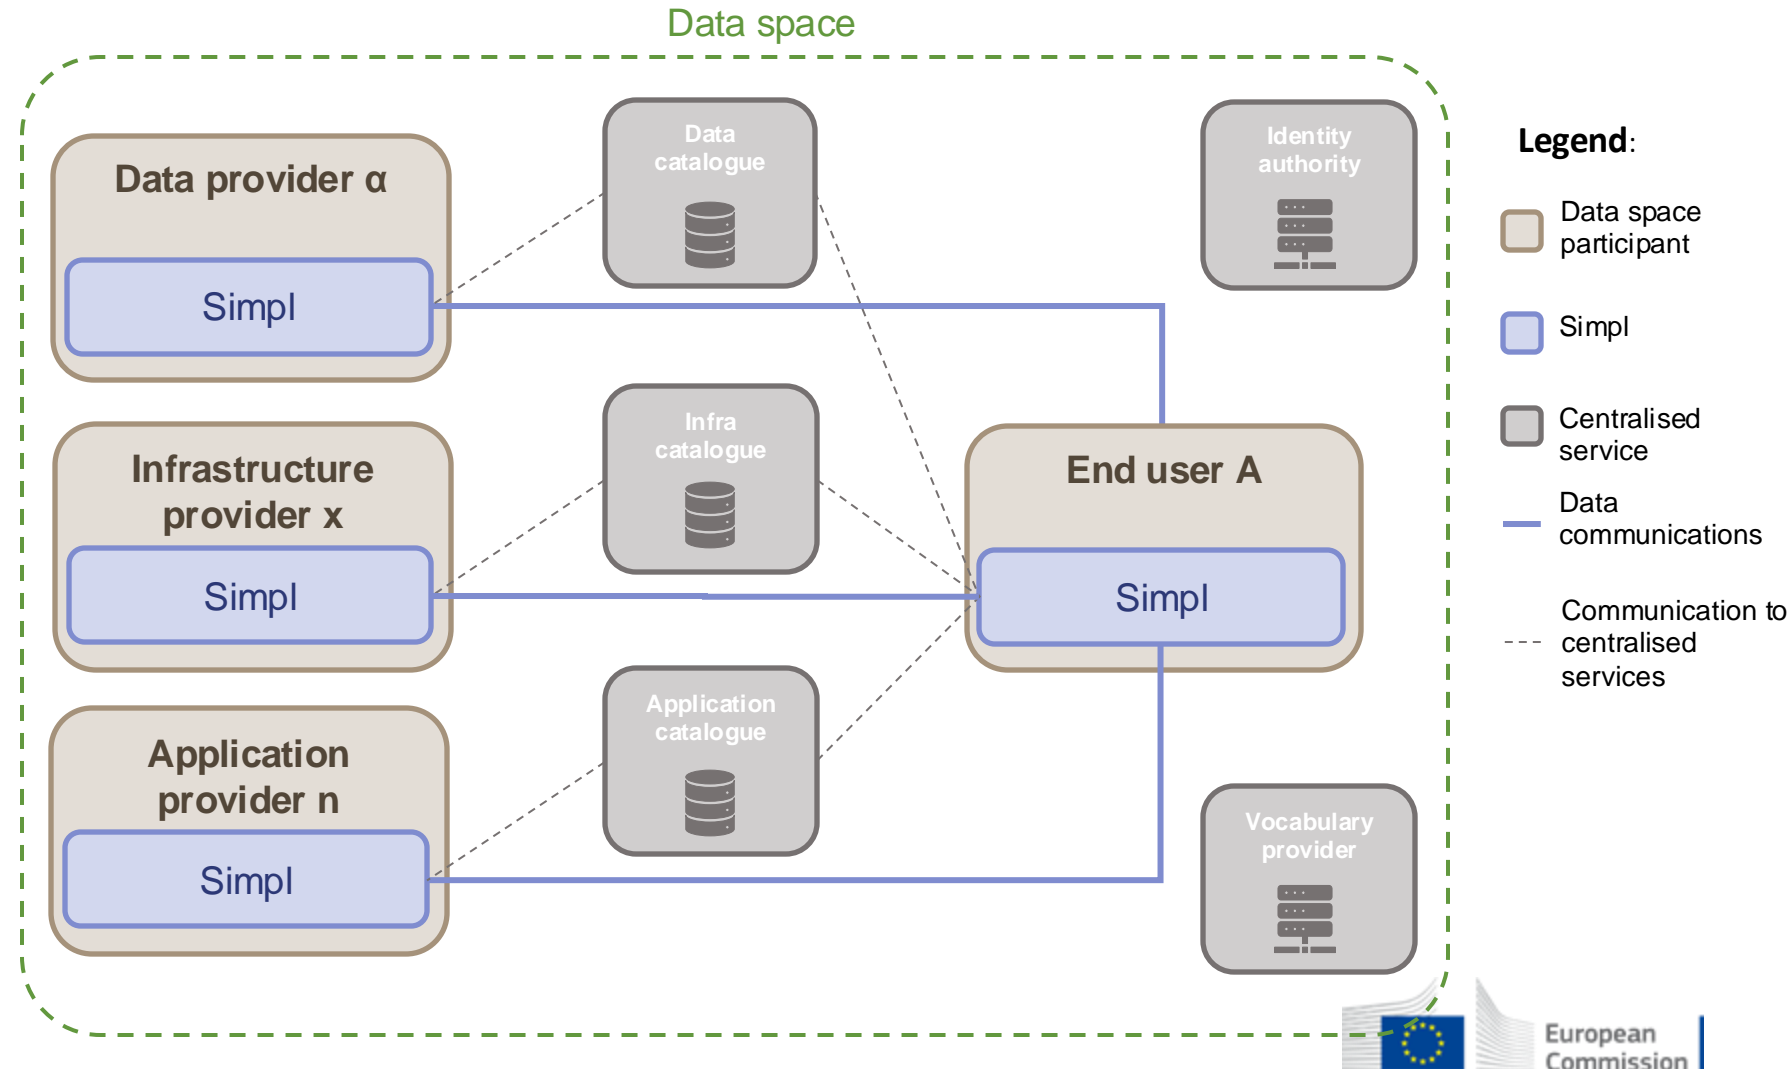 Data space
Data provider α
Simpl
Infrastructure
provider x
Simpl
Application
provider n
Simpl
Data
catalogue
Infra
catalogue
Application
catalogue
Identity
authority
End user A
Simpl
Vocabulary
provider
Legend:
Data space
participant
Simpl
Centralised
service
Data
communications
Communication to
centralised
services
European
Commission